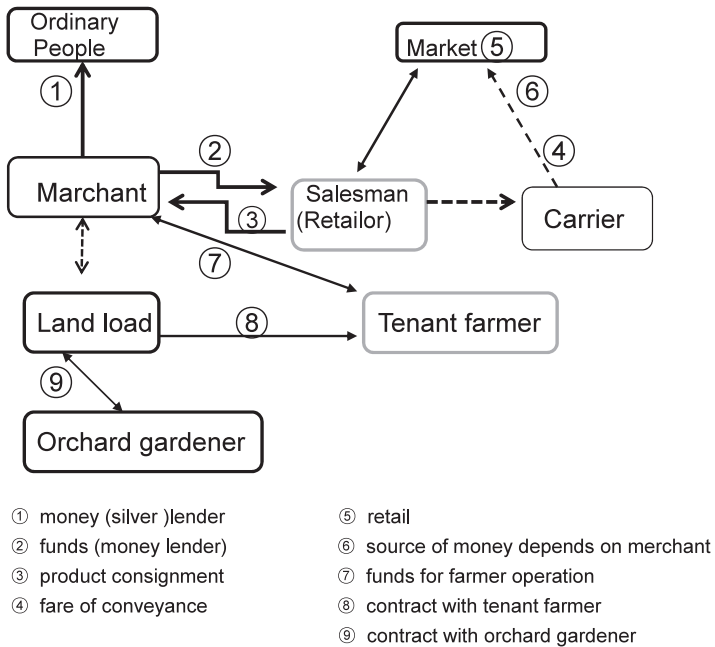 Ordinary
People
Market ⑤
①
⑥
②
④
Marchant
Salesman
(Retailor)
③
Carrier
⑦
Land load
⑧
Tenant farmer
⑨
Orchard gardener
① money (silver )lender
② funds (money lender)
③ product consignment
④ fare of conveyance
⑤ retail
⑥ source of money depends on merchant
⑦ funds for farmer operation
⑧ contract with tenant farmer
⑨ contract with orchard gardener